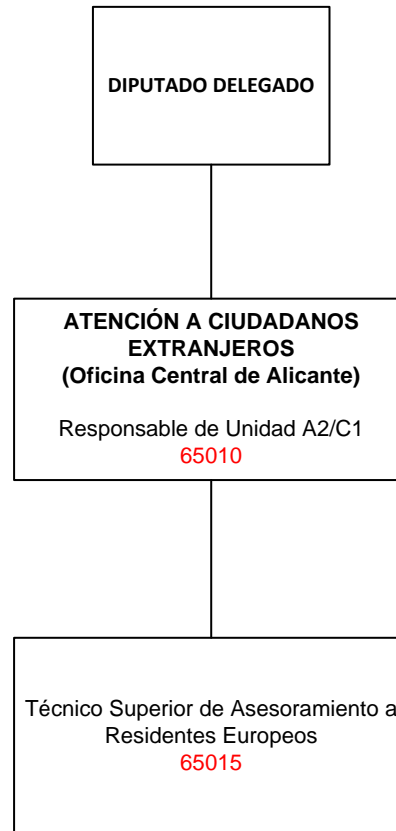 DIPUTADO DELEGADO
ATENCIÓN A CIUDADANOS
EXTRANJEROS
(Oficina Central de Alicante)
Responsable de Unidad A2/C1
65010
Técnico Superior de Asesoramiento a
Residentes Europeos
65015